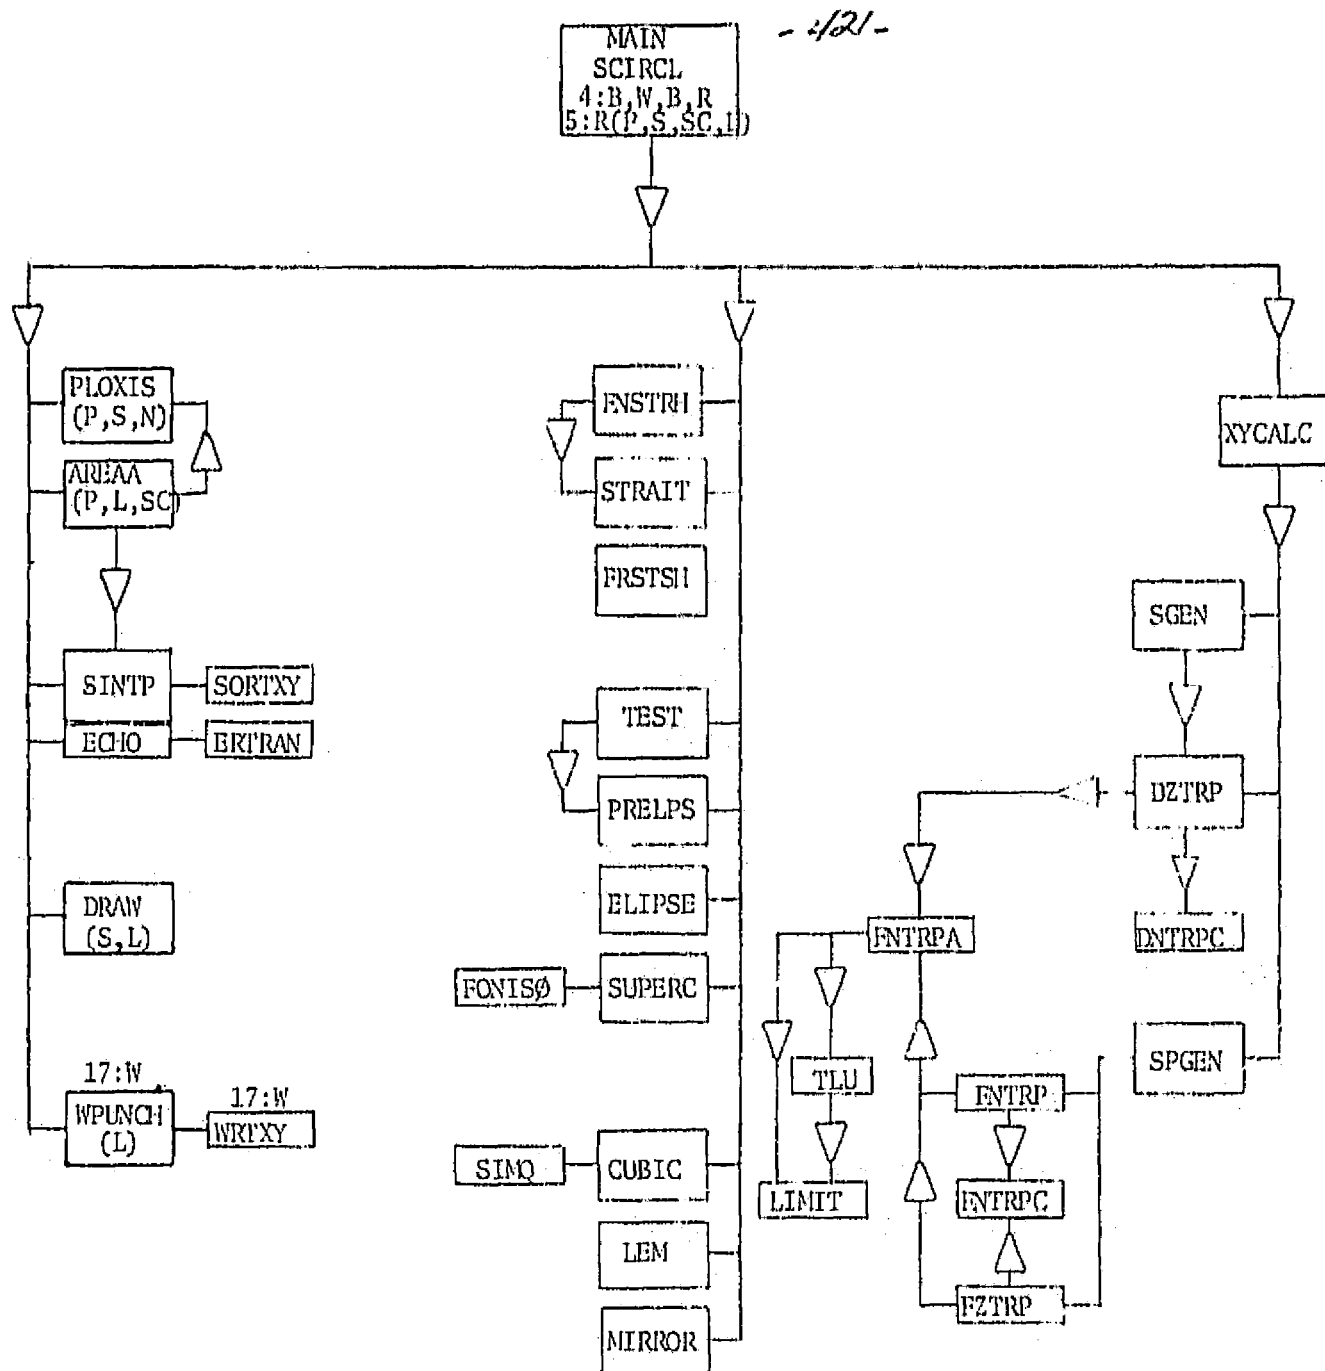 - 421 -
MAIN
SCIRCL
4:B,W,B,R
5:R(P,S,SC,L)
PLOXIS
(P,S,N)
AREAA
(P,L,SC)
SINTP
SORTXY
ECHO
ERTRAN
DRAW
(S,L)
17:W
WPUNCH
(L)
17:W
WRTXY
FNSTRH
STRAIT
FRSTSH
TEST
PRELPS
ELIPSE
FONISØ
SUPERC
SIMQ
CUBIC
LEM
MIRROR
XYCALC
SGEN
DZTRP
DNTRPC
FNTRPA
TLU
LIMIT
SPGEN
FNTRP
FNTRPC
FZTRP